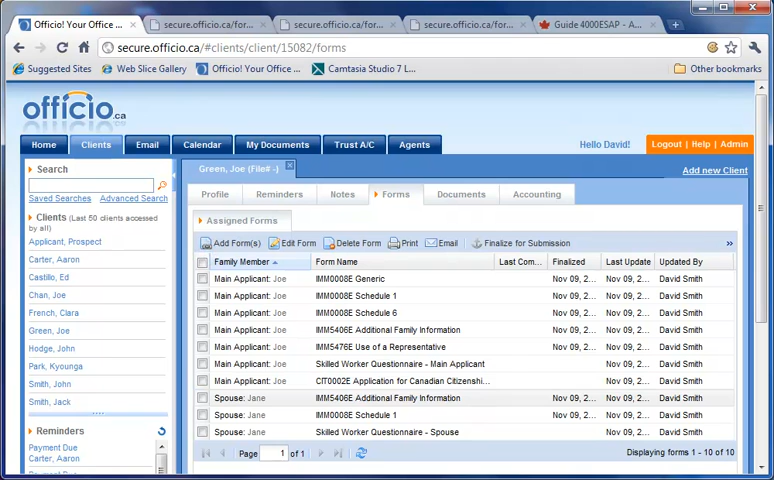 Officio! Your Office ...
secure.officio.ca/for...
secure.officio.ca/for...
secure.officio.ca/for...
Guide 4000ESAP - A...
secure.officio.ca/#clients/client/15082/forms
Suggested Sites
Web Slice Gallery
Officio! Your Office ...
Camtasia Studio 7 L...
Other bookmarks
officio.ca
Home
Clients
Email
Calendar
My Documents
Trust A/C
Agents
Hello David!
Logout | Help | Admin
Search
Saved Searches
Advanced Search
Clients (Last 50 clients accessed
by all)
Applicant, Prospect
Carter, Aaron
Castillo, Ed
Chan, Joe
French, Clara
Green, Joe
Hodge, John
Park, Kyounga
Smith, John
Smith, Jack
Reminders
Payment Due
Carter, Aaron
Green, Joe (File# -)
Add new Client
Profile
Reminders
Notes
Forms
Documents
Accounting
Assigned Forms
Add Form(s)
Edit Form
Delete Form
Print
Email
Finalize for Submission
»
Family Member
Form Name
Last Com...
Finalized
Last Update
Updated By
Main Applicant: Joe IMM0008E Generic Nov 09, 2... Nov 09, 2... David Smith
Main Applicant: Joe IMM0008E Schedule 1 Nov 09, 2... Nov 09, 2... David Smith
Main Applicant: Joe IMM0008E Schedule 6 Nov 09, 2... Nov 09, 2... David Smith
Main Applicant: Joe IMM5406E Additional Family Information Nov 09, 2... Nov 09, 2... David Smith
Main Applicant: Joe IMM5476E Use of a Representative Nov 09, 2... Nov 09, 2... David Smith
Main Applicant: Joe Skilled Worker Questionnaire - Main Applicant Nov 09, 2... David Smith
Main Applicant: Joe CIT0002E Application for Canadian Citizenshi... Nov 09, 2... David Smith
Spouse: Jane IMM5406E Additional Family Information Nov 09, 2... Nov 09, 2... David Smith
Spouse: Jane IMM0008E Schedule 1 Nov 09, 2... Nov 09, 2... David Smith
Spouse: Jane Skilled Worker Questionnaire - Spouse Nov 09, 2... David Smith
Page 1 of 1
Displaying forms 1 - 10 of 10